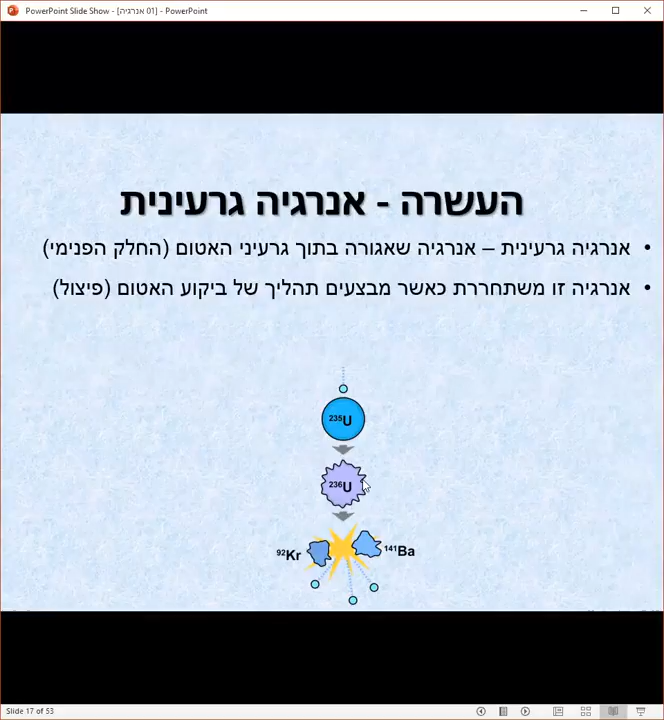 PowerPoint Slide Show - [01 אנרגיה] - PowerPoint
העשרה - אנרגיה גרעינית
• אנרגיה גרעינית – אנרגיה שאגורה בתוך גרעיני האטום (החלק הפנימי)
• אנרגיה זו משתחררת כאשר מבצעים תהליך של ביקוע האטום (פיצול)
²³⁵U
²³⁶U
⁹²Kr
¹⁴¹Ba
Slide 17 of 53